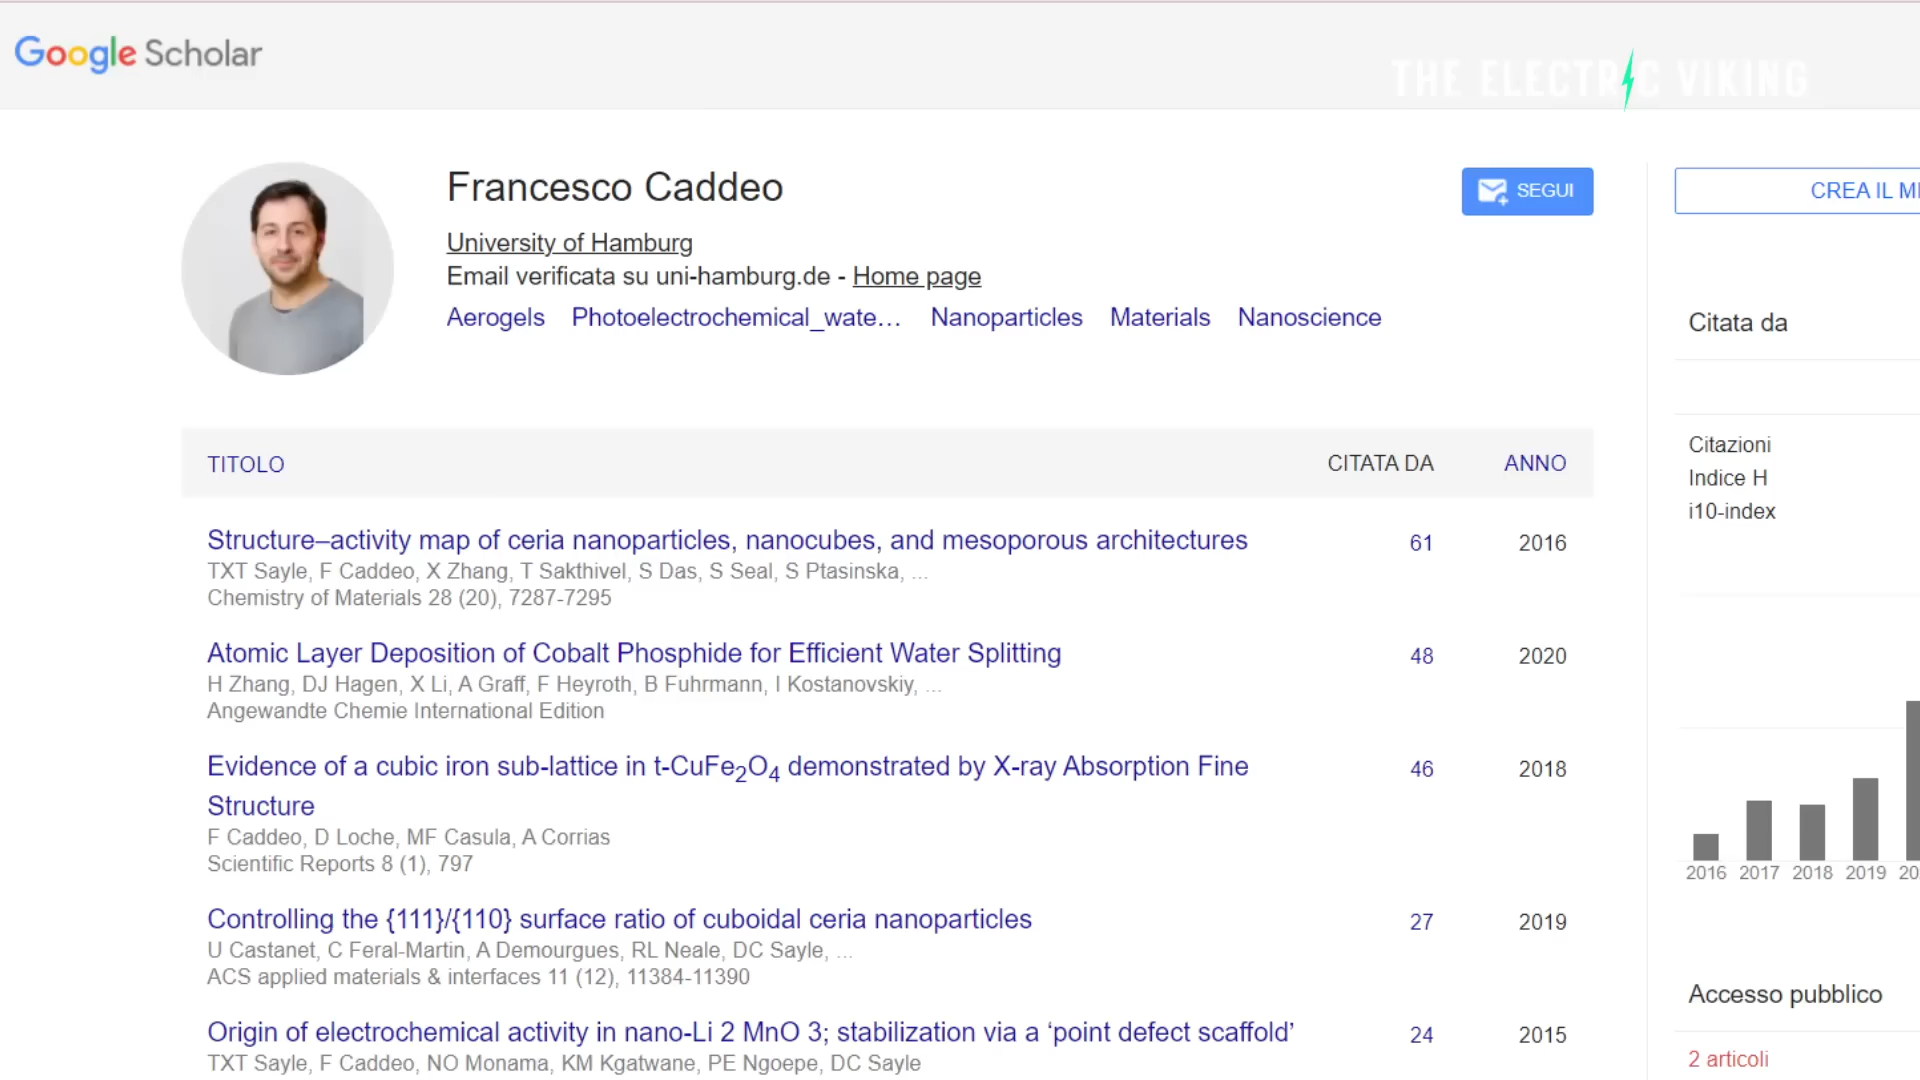 Google Scholar
THE ELECTRIC VIKING
Francesco Caddeo
SEGUI
CREA IL
University of Hamburg
Email verificata su uni-hamburg.de - Home page
Aerogels Photoelectrochemical_wate… Nanoparticles Materials Nanoscience
Citata da
Citazioni
Indice H
i10-index
TITOLO CITATA DA ANNO
Structure–activity map of ceria nanoparticles, nanocubes, and mesoporous architectures 61 2016
TXT Sayle, F Caddeo, X Zhang, T Sakthivel, S Das, S Seal, S Ptasinska, ...
Chemistry of Materials 28 (20), 7287-7295
Atomic Layer Deposition of Cobalt Phosphide for Efficient Water Splitting 48 2020
H Zhang, DJ Hagen, X Li, A Graff, F Heyroth, B Fuhrmann, I Kostanovskiy, ...
Angewandte Chemie International Edition
Evidence of a cubic iron sub-lattice in t-CuFe2O4 demonstrated by X-ray Absorption Fine 46 2018
Structure
F Caddeo, D Loche, MF Casula, A Corrias
Scientific Reports 8 (1), 797
2016 2017 2018 2019
Controlling the {111}/{110} surface ratio of cuboidal ceria nanoparticles 27 2019
U Castanet, C Feral-Martin, A Demourgues, RL Neale, DC Sayle, ...
ACS applied materials & interfaces 11 (12), 11384-11390
Accesso pubblico
Origin of electrochemical activity in nano-Li 2 MnO 3; stabilization via a ‘point defect scaffold’ 24 2015
TXT Sayle, F Caddeo, NO Monama, KM Kgatwane, PE Ngoepe, DC Sayle
2 articoli